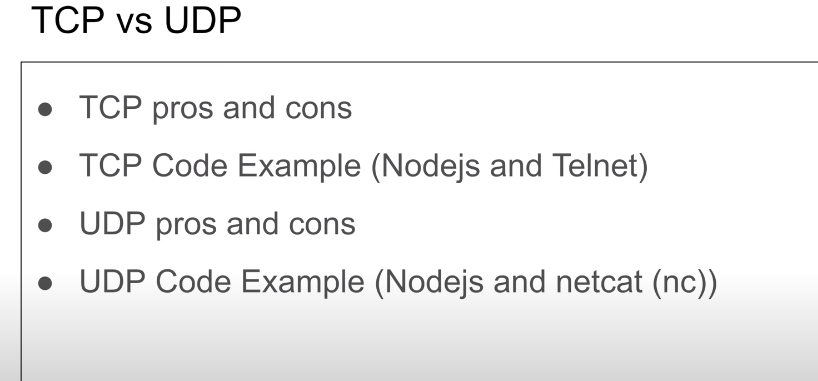 TCP vs UDP
● TCP pros and cons
● TCP Code Example (Nodejs and Telnet)
● UDP pros and cons
● UDP Code Example (Nodejs and netcat (nc))